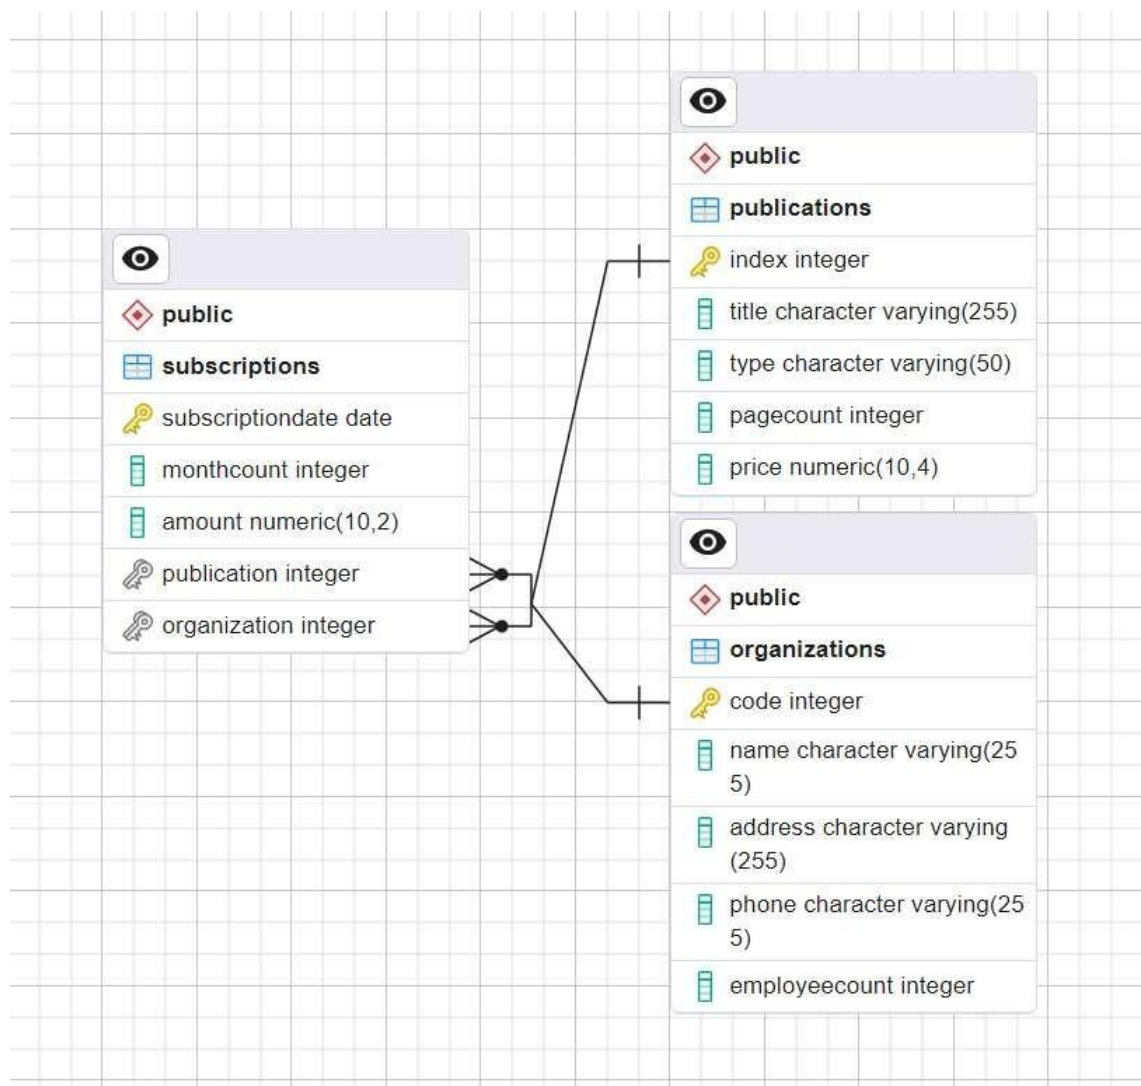 public
subscriptions
subscriptiondate date
monthcount integer
amount numeric(10,2)
publication integer
organization integer
public
publications
index integer
title character varying(255)
type character varying(50)
pagecount integer
price numeric(10,4)
public
organizations
code integer
name character varying(25
5)
address character varying
(255)
phone character varying(25
5)
employeecount integer